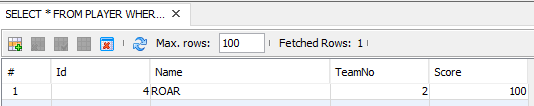 SELECT * FROM PLAYER WHER...
Max. rows: 100 Fetched Rows: 1
# Id Name TeamNo Score
1 4 ROAR 2 100